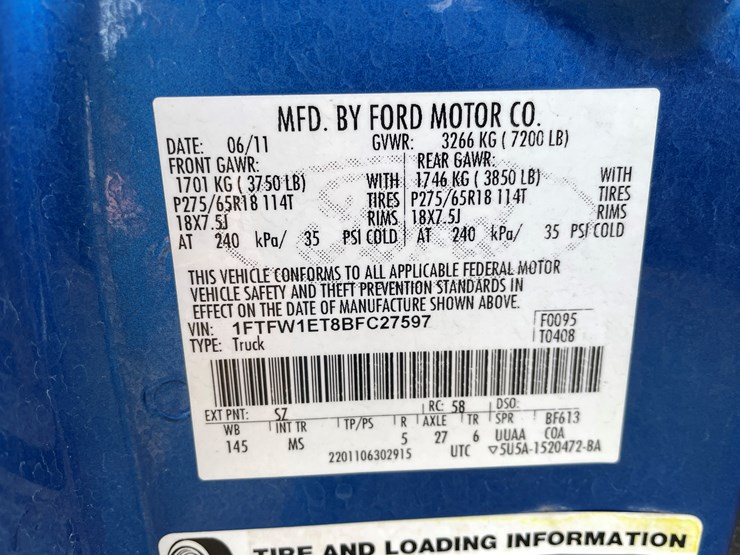 MFD. BY FORD MOTOR CO.
DATE: 06/11 GVWR: 3266 KG ( 7200 LB)
FRONT GAWR: REAR GAWR:
1701 KG ( 3750 LB) WITH 1746 KG ( 3850 LB) WITH
P275/65R18 114T TIRES P275/65R18 114T TIRES
18X7.5J RIMS 18X7.5J RIMS
AT 240 kPa/ 35 PSI COLD AT 240 kPa/ 35 PSI COLD
THIS VEHICLE CONFORMS TO ALL APPLICABLE FEDERAL MOTOR
VEHICLE SAFETY AND THEFT PREVENTION STANDARDS IN
EFFECT ON THE DATE OF MANUFACTURE SHOWN ABOVE.
VIN: 1FTFW1ET8BFC27597 F0095
TYPE: Truck T0408
EXT PNT: SZ RC: 58 DSO:
WB INT TR TP/PS R AXLE TR SPR BF613
145 MS 5 27 6 UUAA COA
2201106302915 UTC ▽5U5A-1520472-BA
TIRE AND LOADING INFORMATION